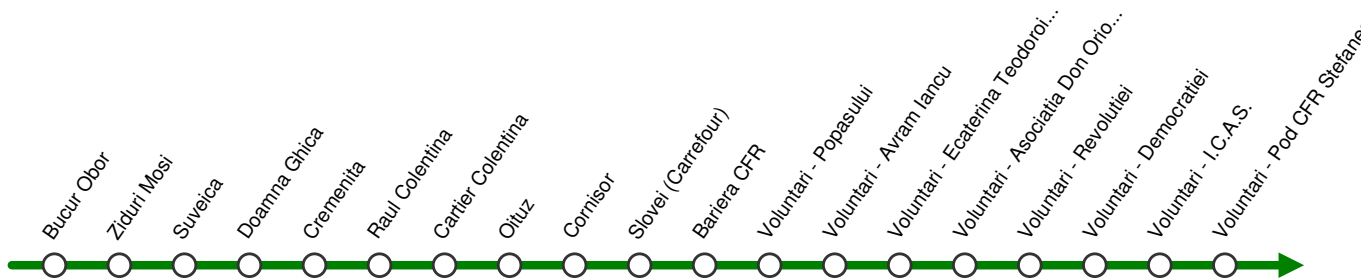 Bucur Obor
Ziduri Mosi
Suveica
Doamna Ghica
Cremenita
Raul Colentina
Cartier Colentina
Oituz
Cornisor
Slovei (Carrefour)
Bariera CFR
Voluntari - Popasului
Voluntari - Avram Iancu
Voluntari - Ecaterina Teodoroi...
Voluntari - Asociatia Don Orio...
Voluntari - Revolutiei
Voluntari - Democratiei
Voluntari - I.C.A.S.
Voluntari - Pod CFR